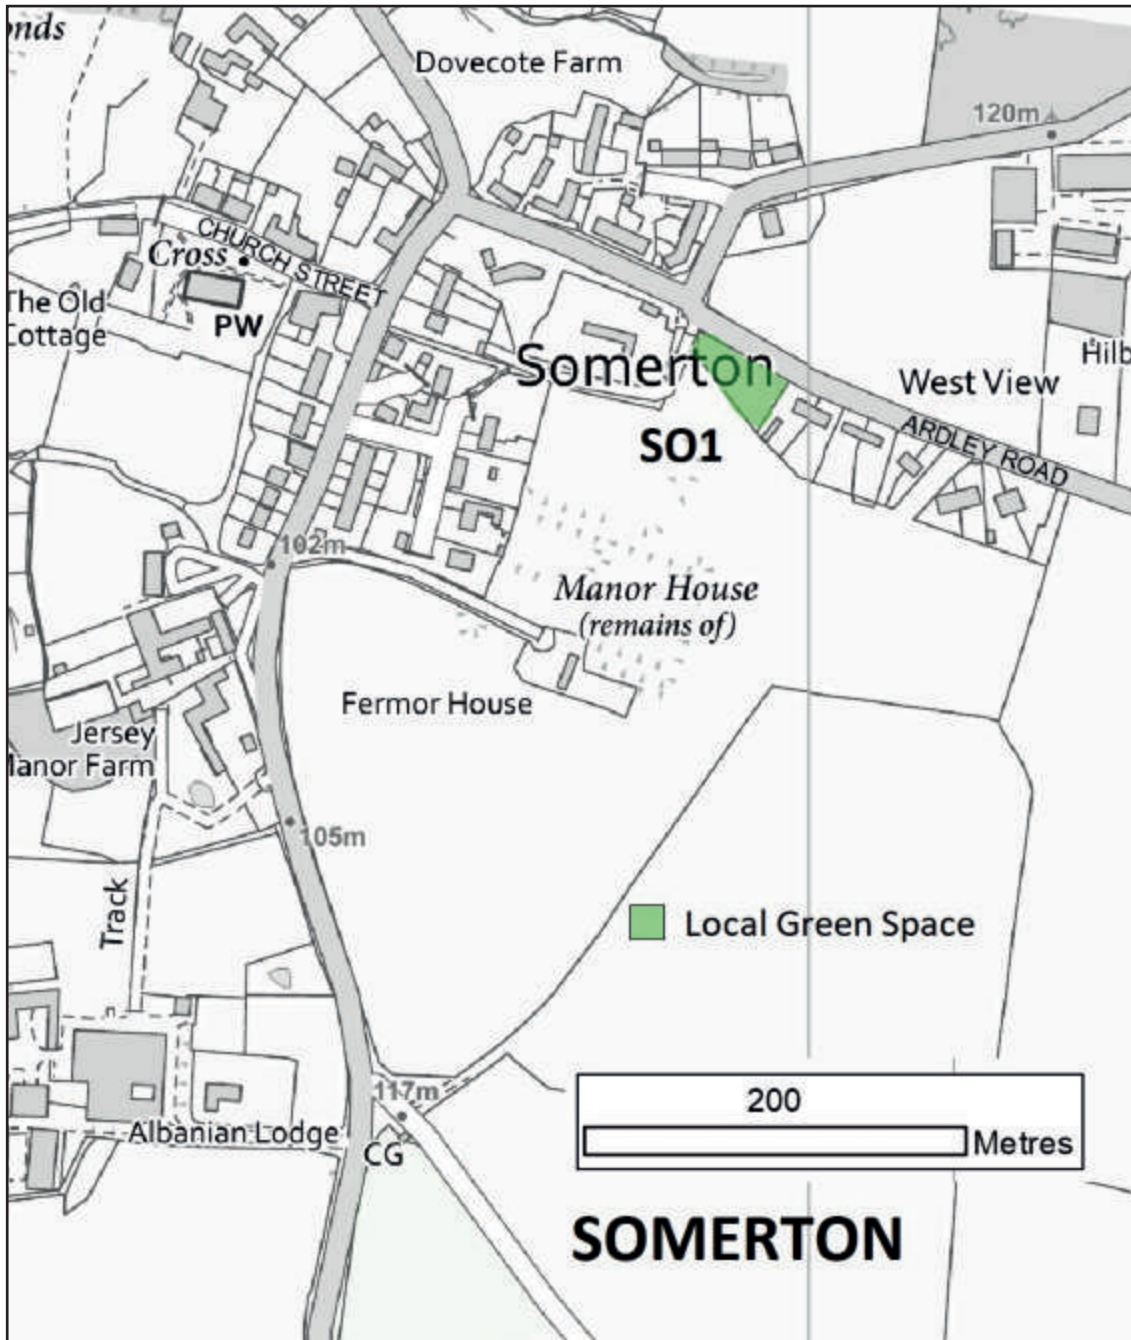 onds
Dovecote Farm
120m
CHURCH STREET
Cross
The Old
Cottage
PW
Somerton
Hilb
West View
SO1
ARDLEY ROAD
102m
Manor House
(remains of)
Fermor House
Jersey
Manor Farm
105m
Track
Local Green Space
117m
200
Metres
Albanian Lodge
CG
SOMERTON